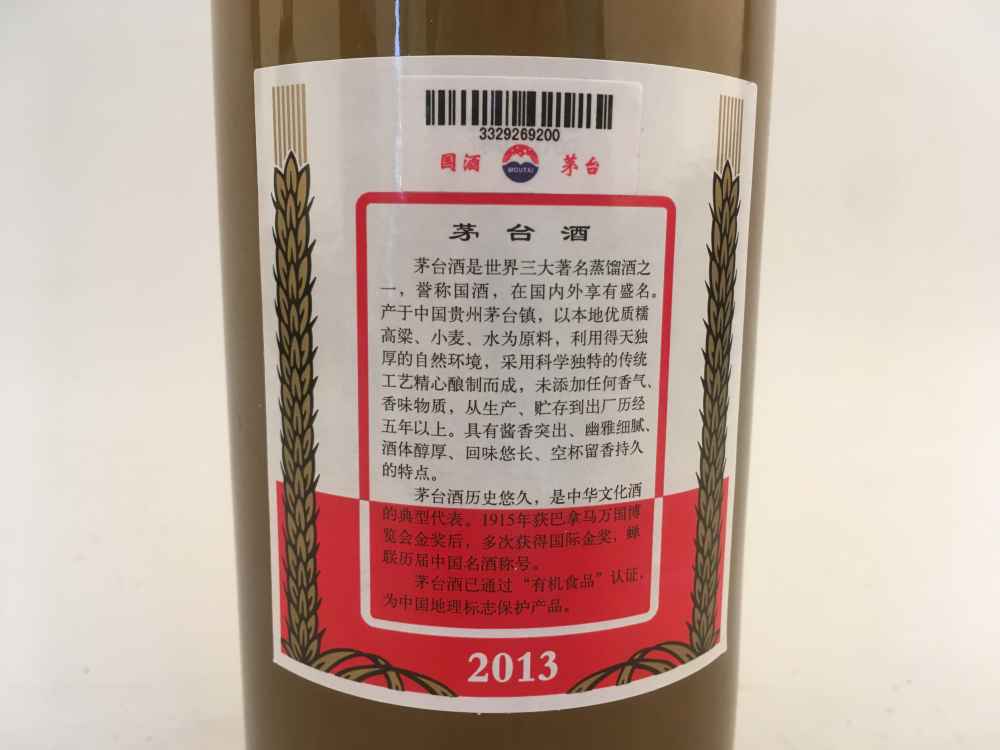 3329269200
国酒 MOUTAI 茅台
茅台酒
茅台酒是世界三大著名蒸馏酒之
一，誉称国酒，在国内外享有盛名。
产于中国贵州茅台镇，以本地优质糯
高粱、小麦、水为原料，利用得天独
厚的自然环境，采用科学独特的传统
工艺精心酿制而成，未添加任何香气、
香味物质，从生产、贮存到出厂历经
五年以上。具有酱香突出、幽雅细腻、
酒体醇厚、回味悠长、空杯留香持久
的特点。
茅台酒历史悠久，是中华文化酒
的典型代表。1915年获巴拿马万国博
览会金奖后，多次获得国际金奖，蝉
联历届中国名酒称号。
茅台酒已通过“有机食品”认证，
为中国地理标志保护产品。
2013